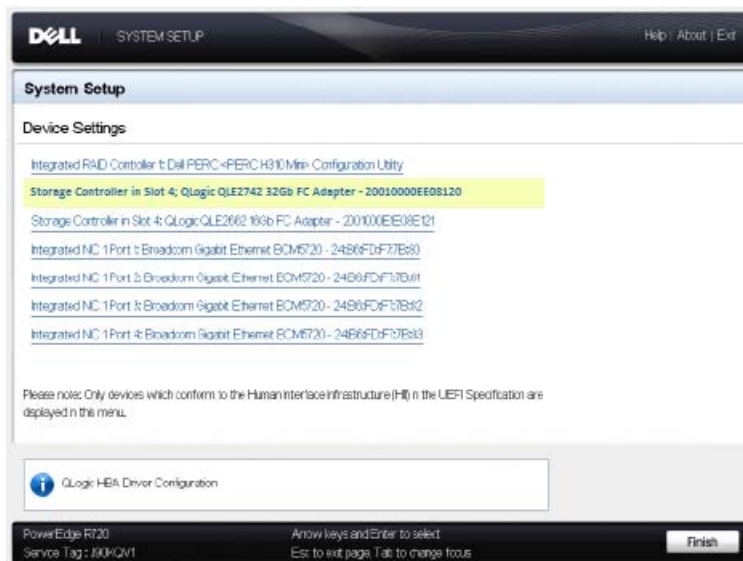 DELL SYSTEM SETUP Help | About | Exit
System Setup
Device Settings
Integrated RAID Controller 1: Dell PERC <PERC H310 Mini> Configuration Utility
Storage Controller in Slot 4; QLogic QLE2742 32Gb FC Adapter - 20010000EE08120
Storage Controller in Slot 4: QLogic QLE2662 16Gb FC Adapter - 2001000E1E08E121
Integrated NIC 1 Port 1: Broadcom Gigabit Ethernet BCM5720 -
Integrated NIC 1 Port 2: Broadcom Gigabit Ethernet BCM5720 -
Integrated NIC 1 Port 3: Broadcom Gigabit Ethernet BCM5720 -
Integrated NIC 1 Port 4: Broadcom Gigabit Ethernet BCM5720 -
Please note: Only devices which conform to the Human Interface Infrastructure (HII) in the UEFI Specification are
displayed in this menu.
QLogic HBA Driver Configuration
PowerEdge R720 Arrow keys and Enter to select
Service Tag : Esc to exit page, Tab to change focus Finish